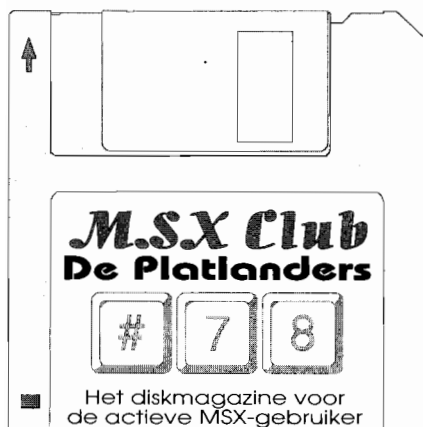 M.S.X Club
De Platlanders
# 7 8
Het diskmagazine voor
de actieve MSX-gebruiker